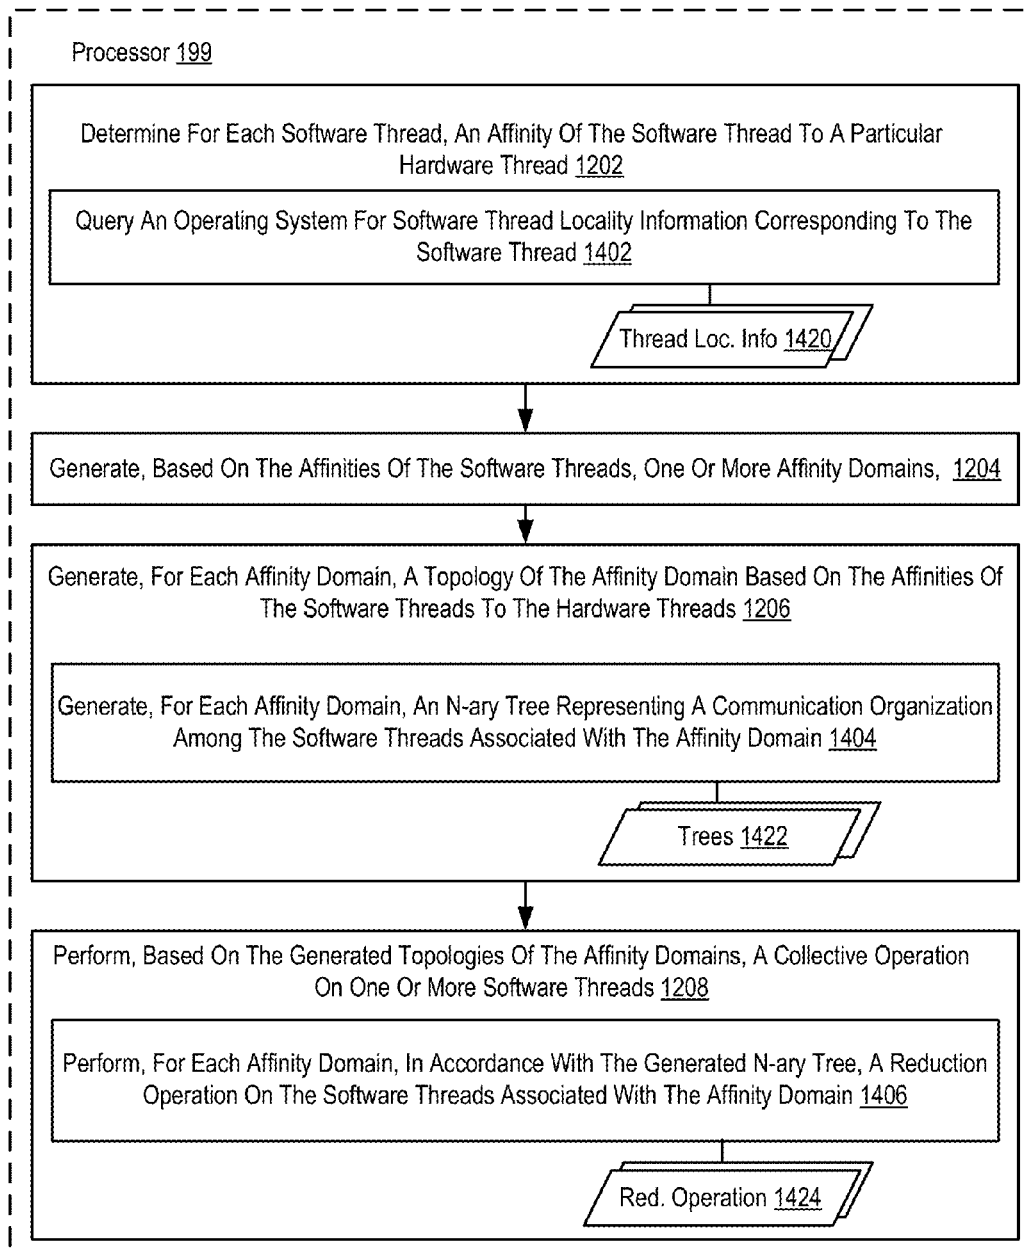 Processor 199
Determine For Each Software Thread, An Affinity Of The Software Thread To A Particular
Hardware Thread 1202
Query An Operating System For Software Thread Locality Information Corresponding To The
Software Thread 1402
Thread Loc. Info 1420
Generate, Based On The Affinities Of The Software Threads, One Or More Affinity Domains, 1204
Generate, For Each Affinity Domain, A Topology Of The Affinity Domain Based On The Affinities Of
The Software Threads To The Hardware Threads 1206
Generate, For Each Affinity Domain, An N-ary Tree Representing A Communication Organization
Among The Software Threads Associated With The Affinity Domain 1404
Trees 1422
Perform, Based On The Generated Topologies Of The Affinity Domains, A Collective Operation
On One Or More Software Threads 1208
Perform, For Each Affinity Domain, In Accordance With The Generated N-ary Tree, A Reduction
Operation On The Software Threads Associated With The Affinity Domain 1406
Red. Operation 1424